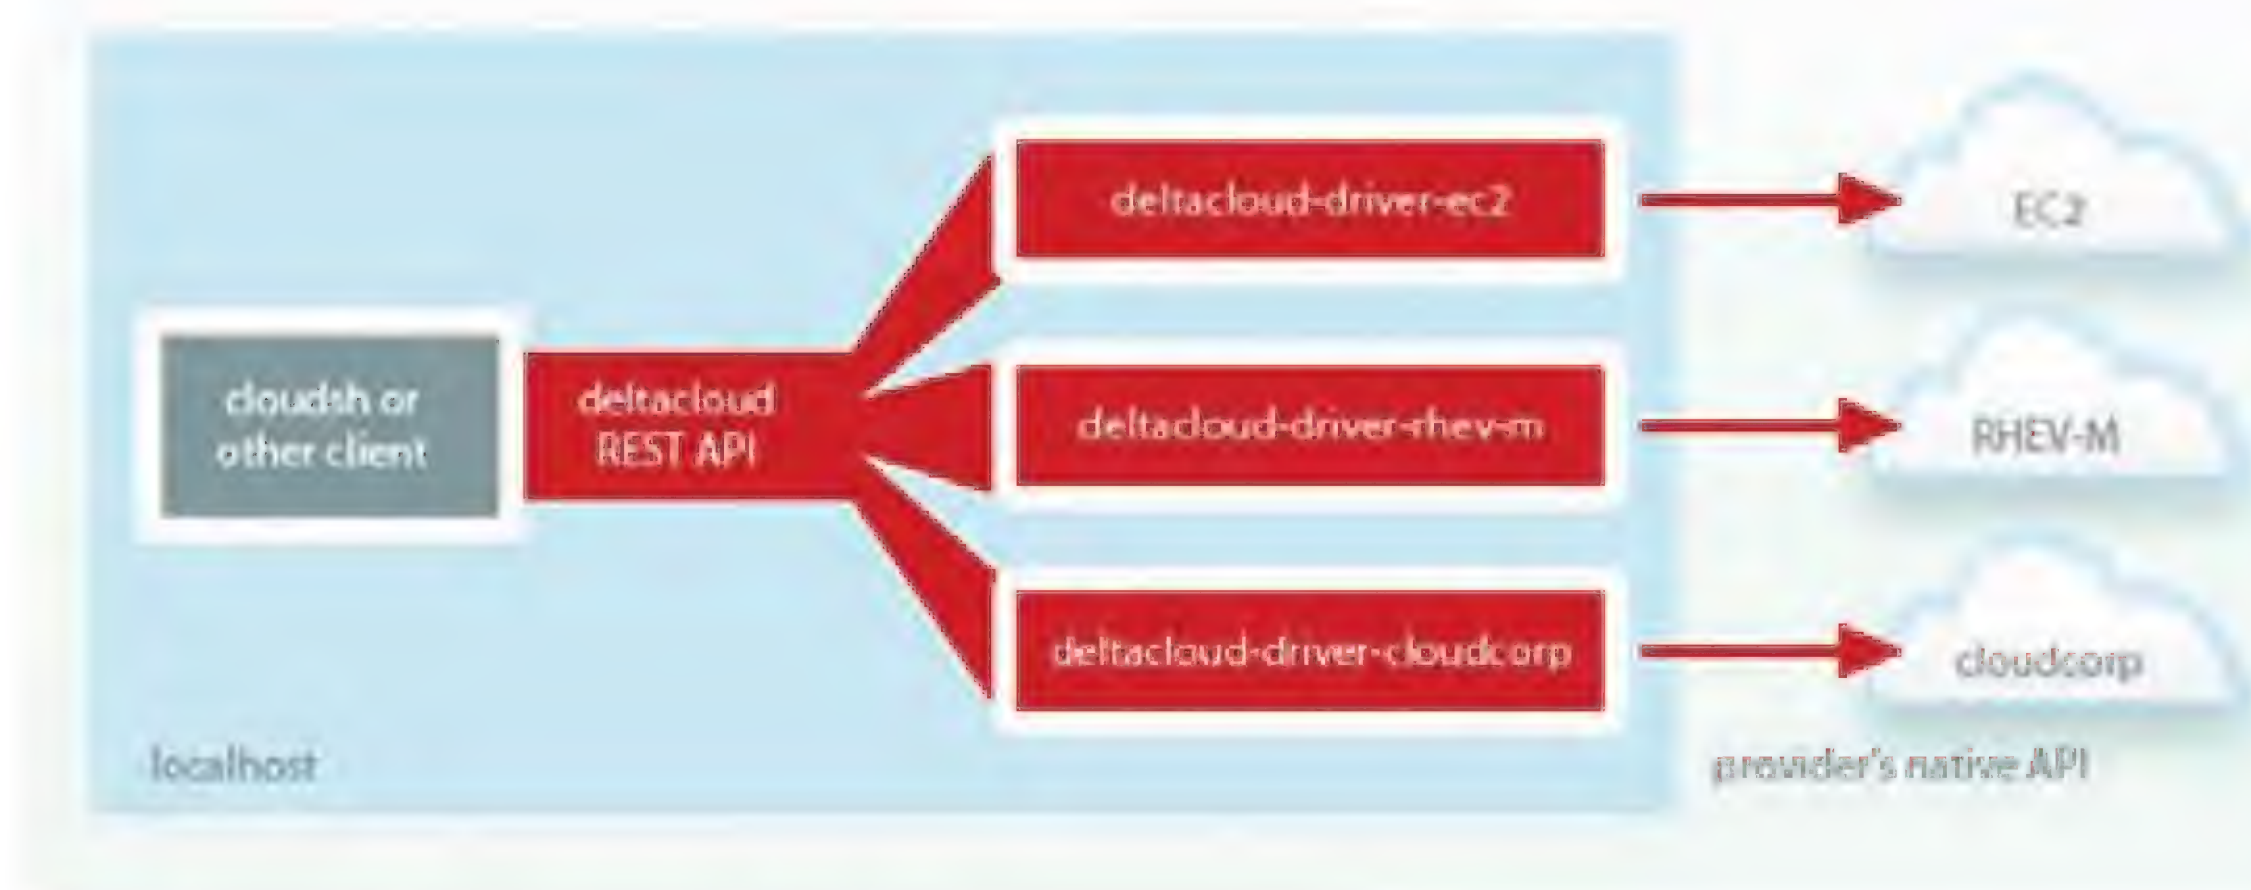 deltacloud-driver-ec2
EC2
cloudsh or
other client
deltacloud
REST API
deltacloud-driver-rhev-m
RHEV-M
deltacloud-driver-cloudcorp
cloudcorp
localhost
provider's native API